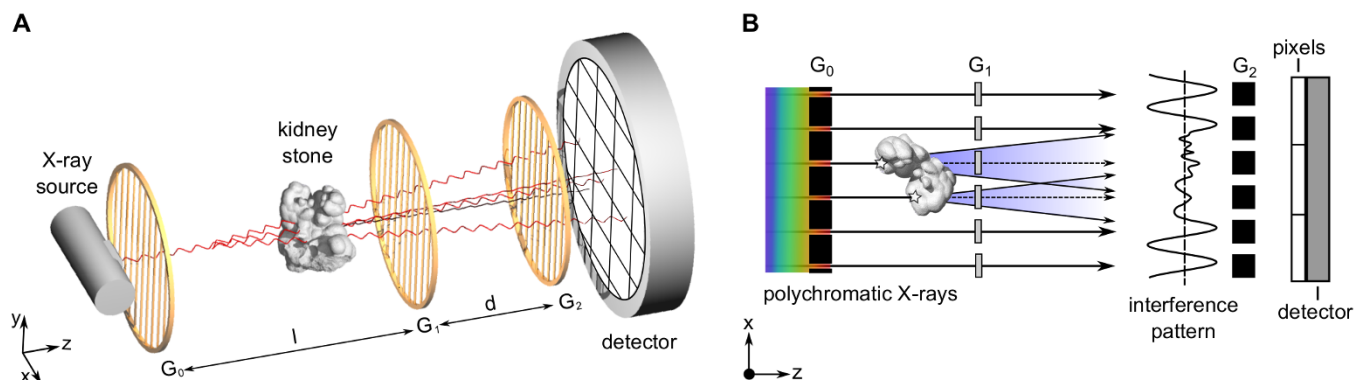 A
X-ray
source
kidney
stone
G₀
l
G₁
d
G₂
detector
y
z
x
B
G₀
G₁
pixels
G₂
polychromatic X-rays
interference
pattern
detector
x
z